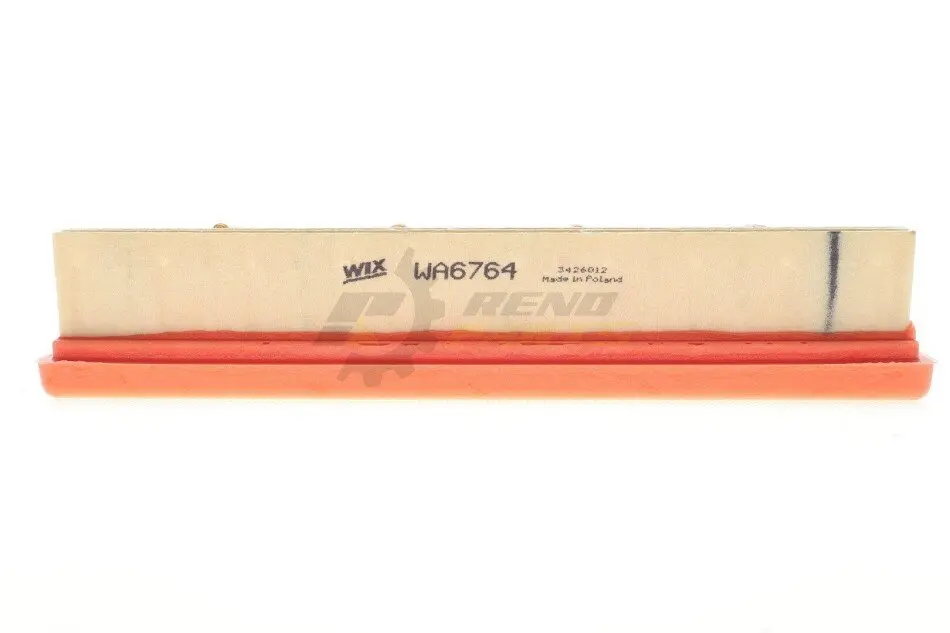 WIX WA6764 3426012
Made in Poland
RENO